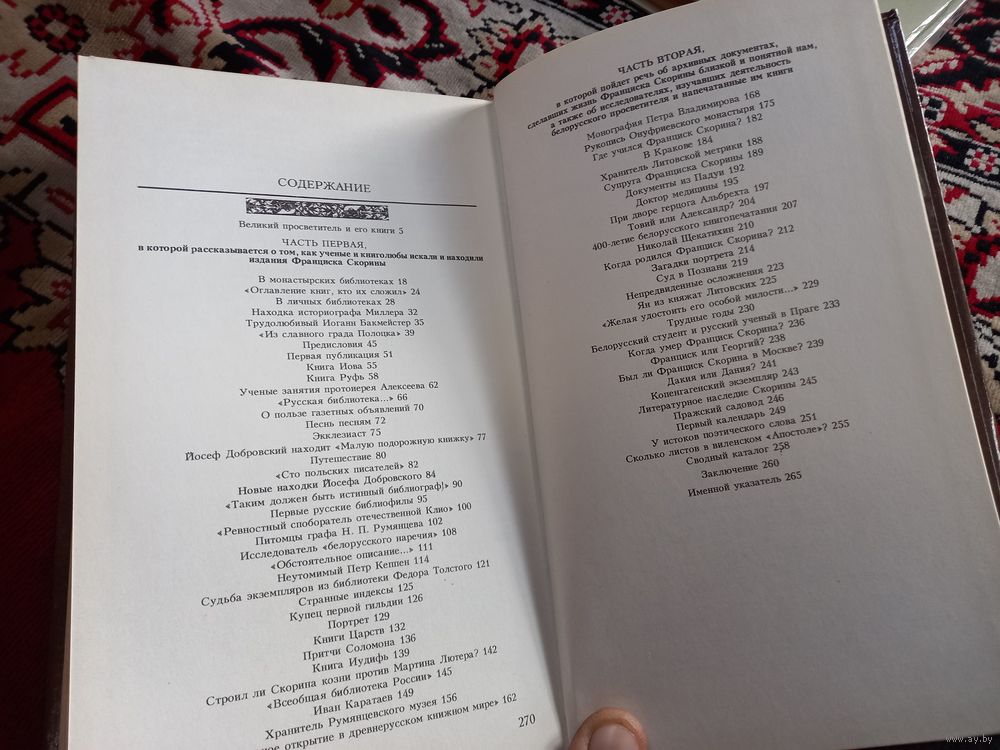 СОДЕРЖАНИЕ
Великий просветитель и его книги 5
ЧАСТЬ ПЕРВАЯ,
в которой рассказывается о том, как ученые и книголюбы искали и находили
издания Франциска Скорины
В монастырских библиотеках 18
«Оглавление книг, кто их сложил» 24
В личных библиотеках 28
Находка историографа Миллера 32
Трудолюбивый Иоганн Бакмейстер 35
«Из славного града Полоцка» 39
Предисловия 45
Первая публикация 51
Книга Иова 55
Книга Руфь 58
Ученые занятия протоиерея Алексеева 62
«Русская библиотека...» 66
О пользе газетных объявлений 70
Песнь песням 72
Экклезиаст 75
Йосеф Добровский находит «Малую подорожную книжку» 77
Путешествие 80
«Сто польских писателей» 82
Новые находки Йосефа Добровского 84
«Таким должен быть истинный библиограф!» 90
Первые русские библиофилы 95
«Ревностный споборатель отечественной Клио» 100
Питомцы графа Н. П. Румянцева 102
Исследователь «белорусского наречия» 108
«Обстоятельное описание...» 111
Неутомимый Петр Кеппен 114
Судьба экземпляров из библиотеки Федора Толстого 121
Странные индексы 125
Купец первой гильдии 126
Портрет 129
Книги Царств 132
Притчи Соломона 136
Книга Иудифь 139
Строил ли Скорина козни против Мартина Лютера? 142
«Всеобщая библиотека России» 145
Иван Каратаев 149
Хранитель Румянцевского музея 156
открытие в древнерусском книжном мире» 162
270
ЧАСТЬ ВТОРАЯ,
в которой пойдет речь об архивных документах,
сделавших жизнь Франциска Скорины близкой и понятной нам,
а также об исследователях, изучавших деятельность
белорусского просветителя и напечатанные им книги
Монография Петра Владимирова 168
Рукопись Онуфриевского монастыря 175
Где учился Франциск Скорина? 182
В Кракове 184
Хранитель Литовской метрики 188
Супруга Франциска Скорины 189
Документы из Падуи 192
Доктор медицины 195
При дворе герцога Альбрехта 197
Товий или Александр? 204
400-летие белорусского книгопечатания 207
Николай Щекатихин 210
Когда родился Франциск Скорина? 212
Загадки портрета 214
Суд в Познани 219
Непредвиденные осложнения 223
Ян из княжат Литовских 225
«Желая удостоить его особой милости...» 229
Трудные годы 230
Белорусский студент и русский ученый в Праге 233
Когда умер Франциск Скорина? 236
Франциск или Георгий? 238
Был ли Франциск Скорина в Москве? 239
Дакия или Дания? 241
Копенгагенский экземпляр 243
Литературное наследие Скорины 245
Пражский садовод 246
Первый календарь 249
У истоков поэтического слова 251
Сколько листов в виленском «Апостоле»? 255
Сводный каталог 258
Заключение 260
Именной указатель 265
www.ay.by